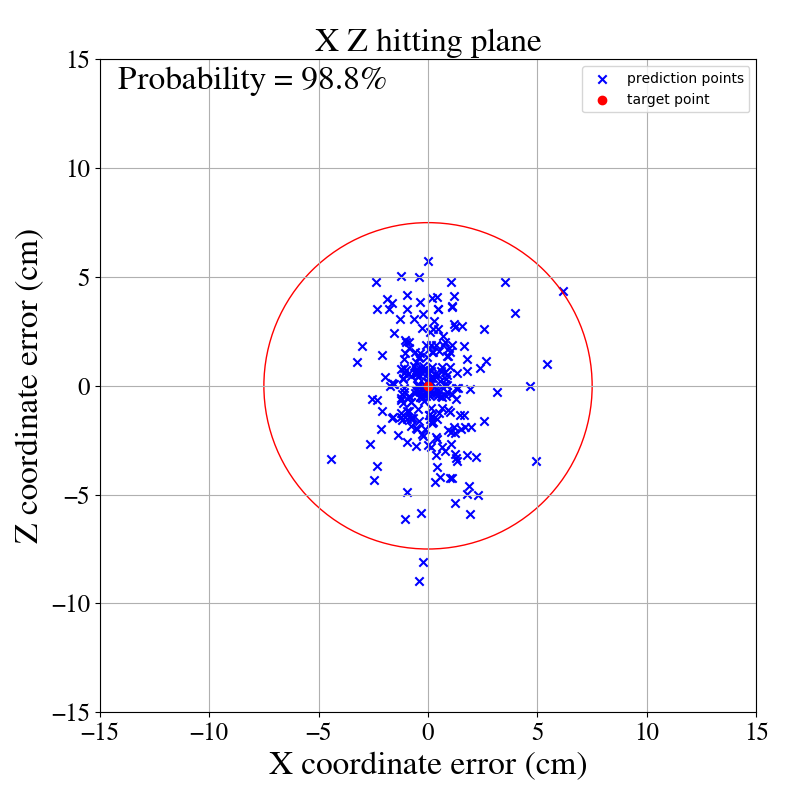 X Z hitting plane
Probability = 98.8%
prediction points
target point
15
10
5
0
−5
−10
−15
−15
−10
−5
0
5
10
15
Z coordinate error (cm)
X coordinate error (cm)